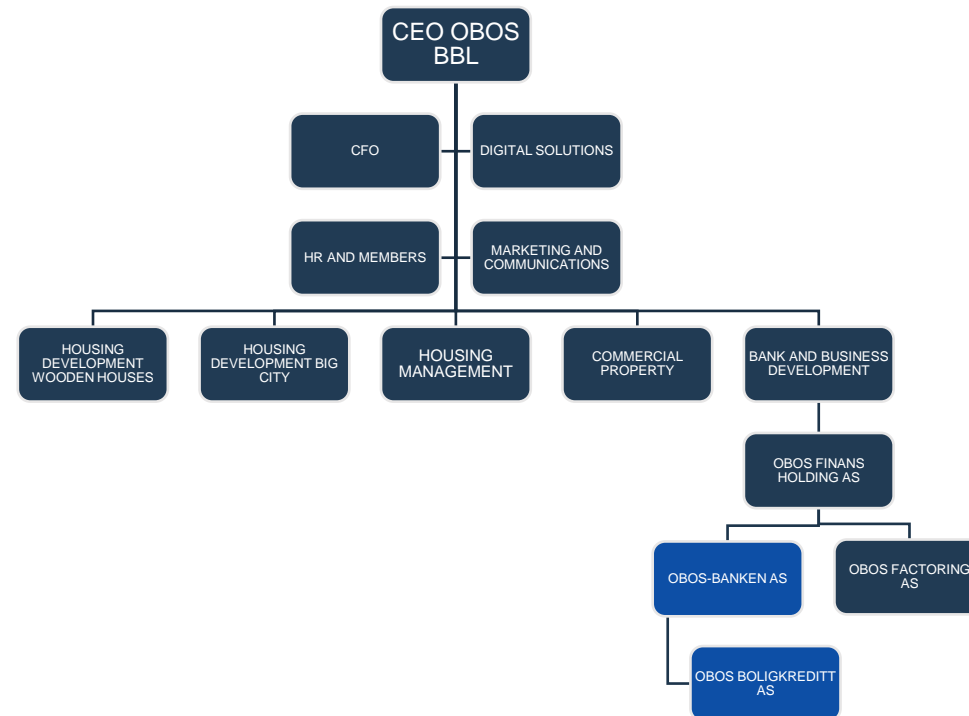 CEO OBOS
BBL
CFO
DIGITAL SOLUTIONS
HR AND MEMBERS
MARKETING AND
COMMUNICATIONS
HOUSING
DEVELOPMENT
WOODEN HOUSES
HOUSING
DEVELOPMENT BIG
CITY
HOUSING
MANAGEMENT
COMMERCIAL
PROPERTY
BANK AND BUSINESS
DEVELOPMENT
OBOS FINANS
HOLDING AS
OBOS-BANKEN AS
OBOS FACTORING
AS
OBOS BOLIGKREDITT
AS